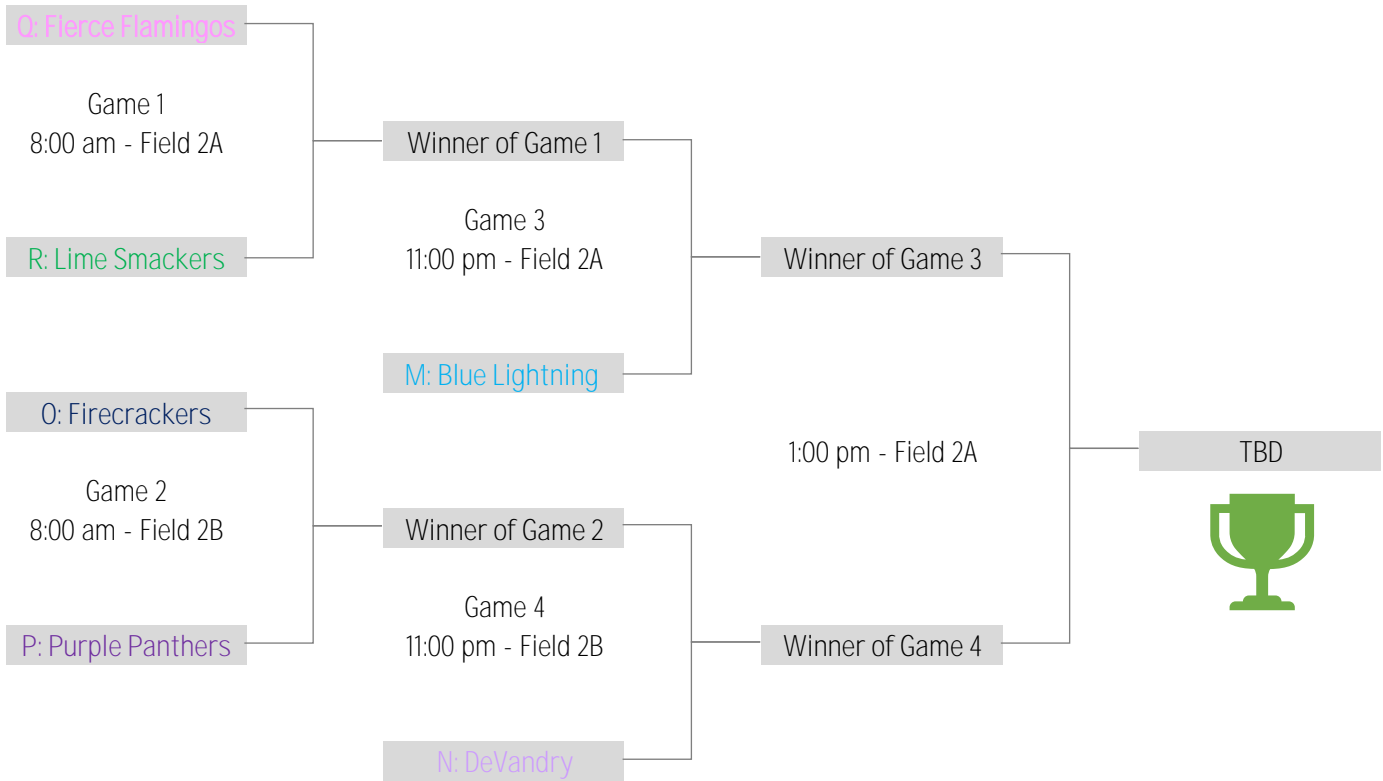 Q: Fierce Flamingos
Game 1
8:00 am - Field 2A
R: Lime Smackers
Winner of Game 1
Game 3
11:00 pm - Field 2A
M: Blue Lightning
O: Firecrackers
Game 2
8:00 am - Field 2B
P: Purple Panthers
Winner of Game 2
Game 4
11:00 pm - Field 2B
N: DeVandry
Winner of Game 3
1:00 pm - Field 2A
Winner of Game 4
TBD